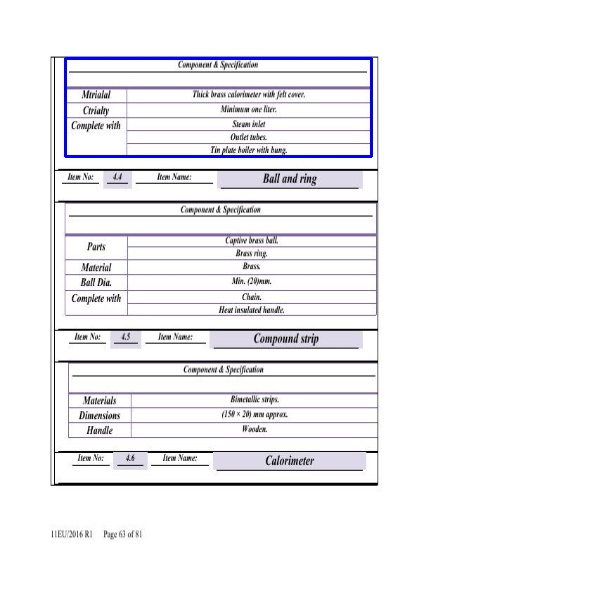 Component & Specification
Mtrialal Thick brass calorimeter with felt cover.
Ctrialty Minimum one liter.
Complete with Steam inlet
Outlet tubes.
Tin plate boiler with bung.
Item No: 4.4 Item Name: Ball and ring
Component & Specification
Parts Captive brass ball.
Brass ring.
Material Brass.
Ball Dia. Min. (20)mm.
Complete with Chain.
Heat insulated handle.
Item No: 4.5 Item Name: Compound strip
Component & Specification
Materials Bimetallic strips.
Dimensions (150 × 20) mm approx.
Handle Wooden.
Item No: 4.6 Item Name: Calorimeter
11EU/2016 R1 Page 63 of 81